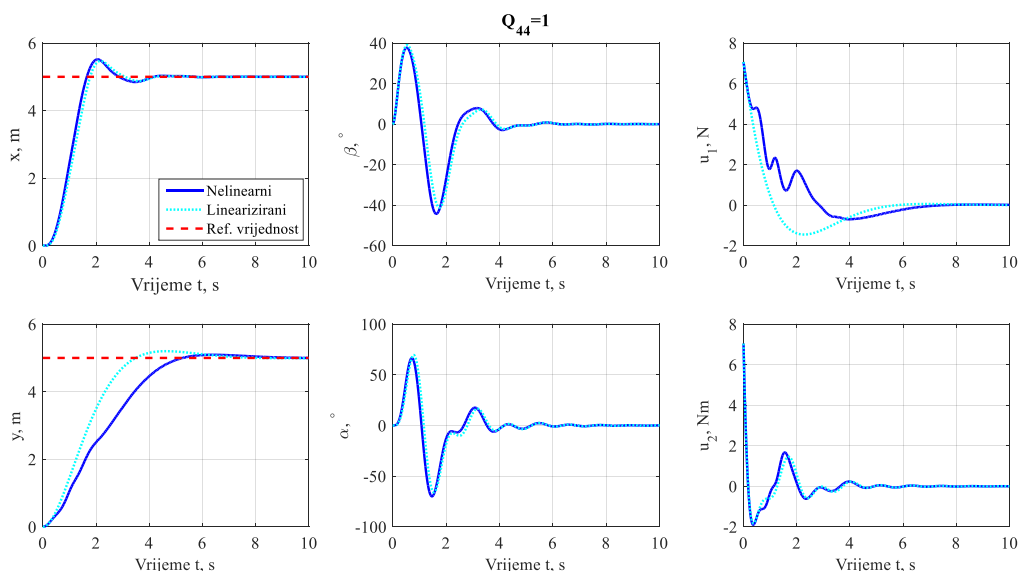 Q44=1
6
4
2
0
x, m
0 2 4 6 8 10
Vrijeme t, s
Nelinearni
Linearizirani
Ref. vrijednost
40
20
0
-20
-40
-60
β, °
0 2 4 6 8 10
Vrijeme t, s
8
6
4
2
0
-2
u1, N
0 2 4 6 8 10
Vrijeme t, s
6
4
2
0
y, m
0 2 4 6 8 10
Vrijeme t, s
100
50
0
-50
-100
α, °
0 2 4 6 8 10
Vrijeme t, s
8
6
4
2
0
-2
u2, Nm
0 2 4 6 8 10
Vrijeme t, s